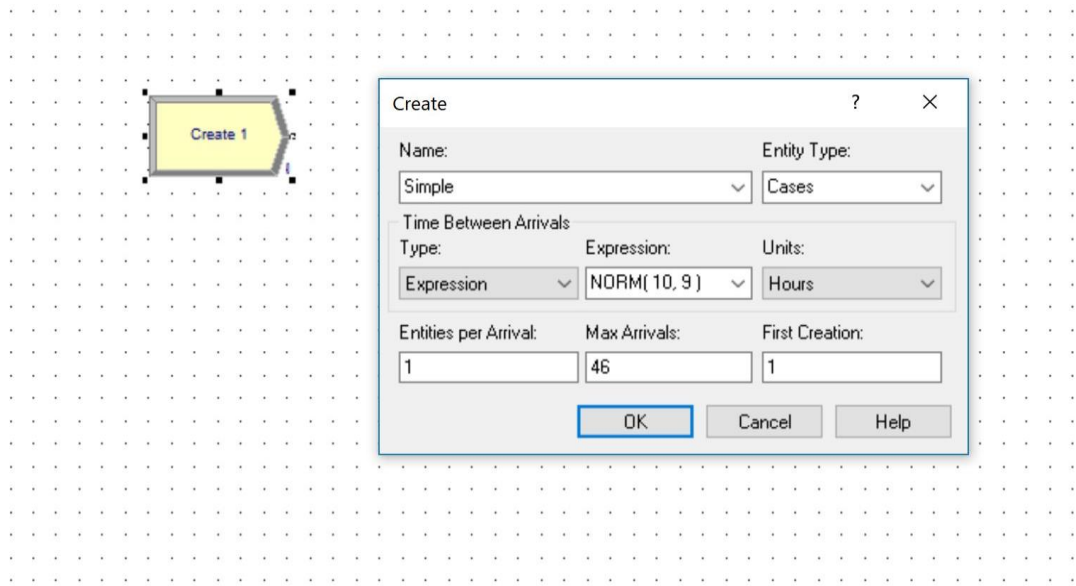 Create 1
Create ?
Name: Entity Type:
Simple Cases
Time Between Arrivals
Type: Expression: Units:
Expression NORM( 10, 9 ) Hours
Entities per Arrival: Max Arrivals: First Creation:
1 46 1
OK Cancel Help